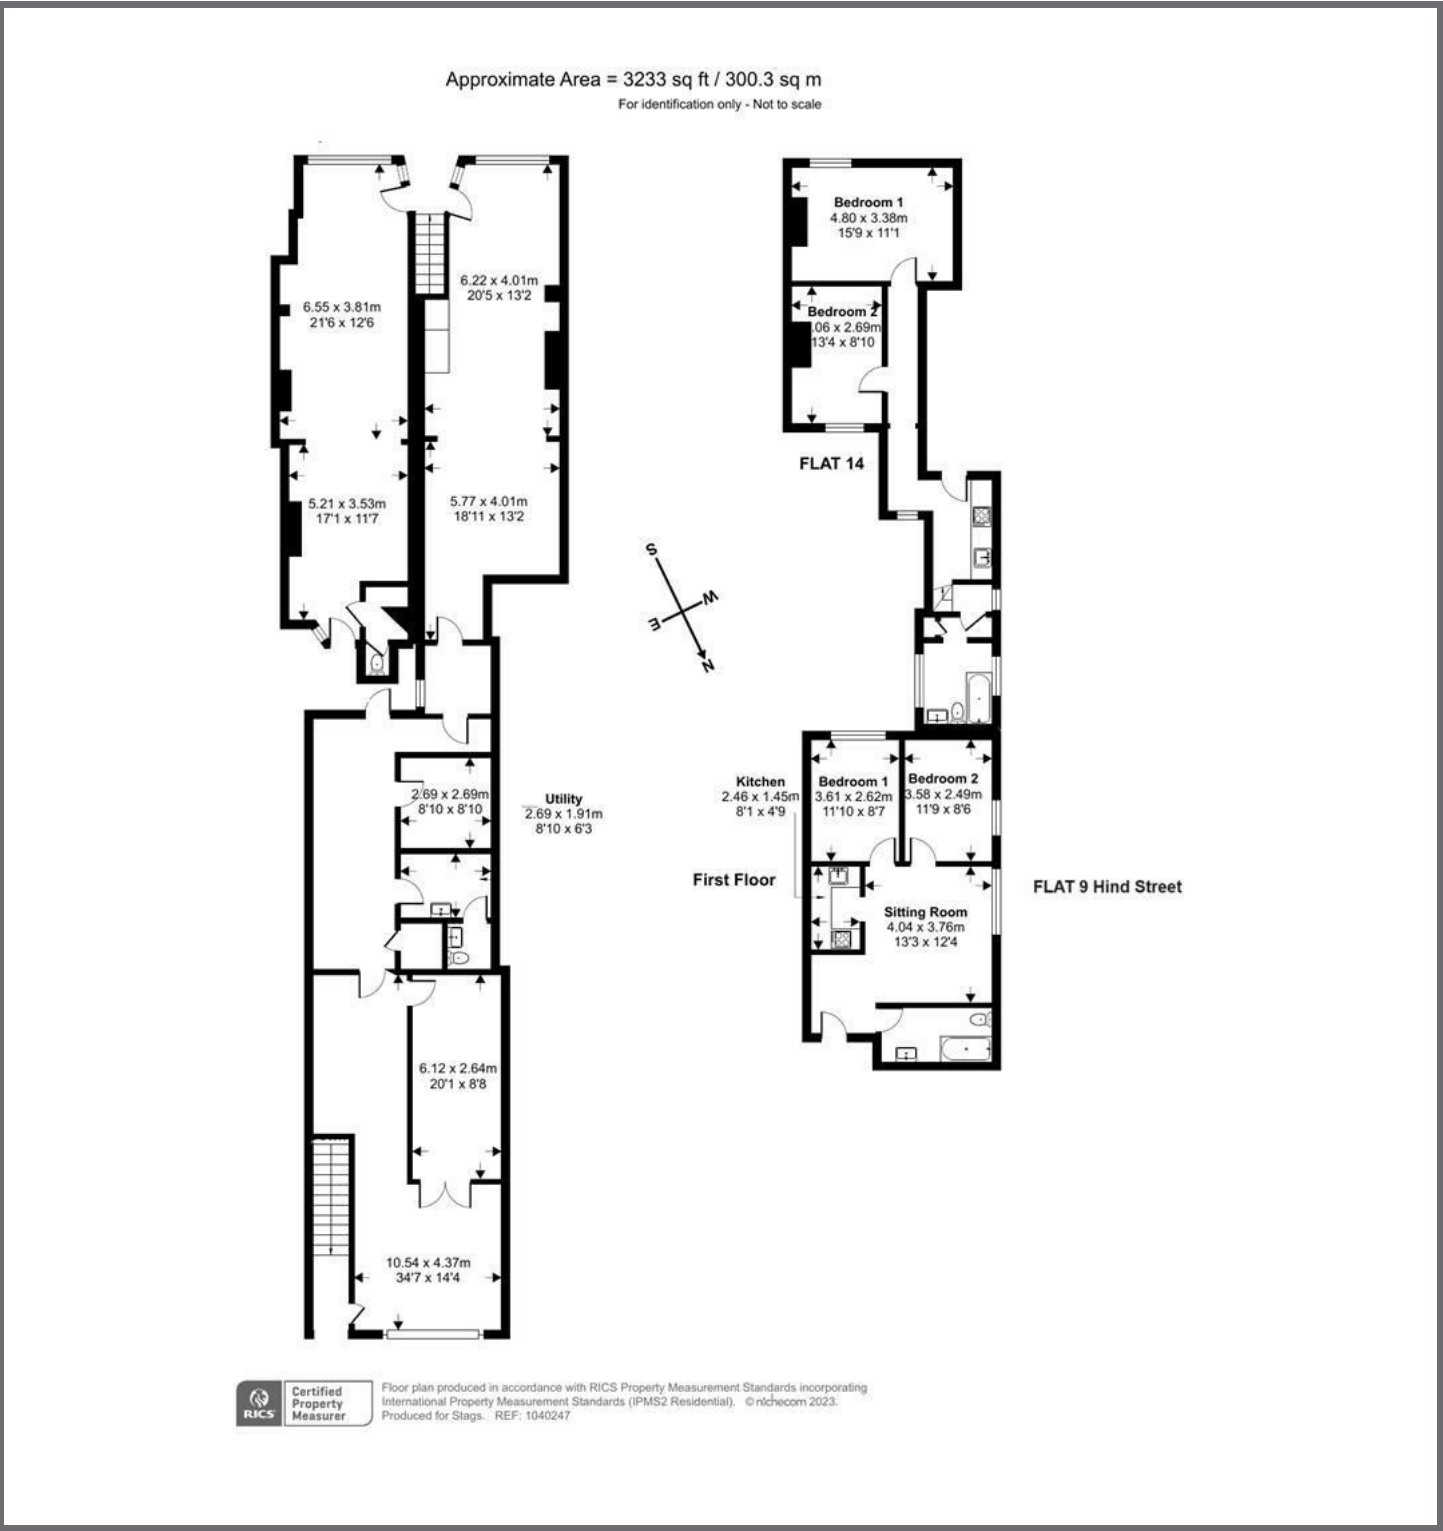 Approximate Area = 3233 sq ft / 300.3 sq m
For identification only - Not to scale
6.55 x 3.81m
21'6 x 12'6
6.22 x 4.01m
20'5 x 13'2
5.21 x 3.53m
17'1 x 11'7
5.77 x 4.01m
18'11 x 13'2
2.69 x 2.69m
8'10 x 8'10
Utility
2.69 x 1.91m
8'10 x 6'3
6.12 x 2.64m
20'1 x 8'8
10.54 x 4.37m
34'7 x 14'4
S
W
E
N
Bedroom 1
4.80 x 3.38m
15'9 x 11'1
Bedroom 2
.06 x 2.69m
13'4 x 8'10
FLAT 14
Kitchen
2.46 x 1.45m
8'1 x 4'9
Bedroom 1
3.61 x 2.62m
11'10 x 8'7
Bedroom 2
3.58 x 2.49m
11'9 x 8'6
First Floor
FLAT 9 Hind Street
Sitting Room
4.04 x 3.76m
13'3 x 12'4
RICS
Certified
Property
Measurer
Floor plan produced in accordance with RICS Property Measurement Standards incorporating
International Property Measurement Standards (IPMS2 Residential). © nichecom 2023.
Produced for Stags. REF: 1040247